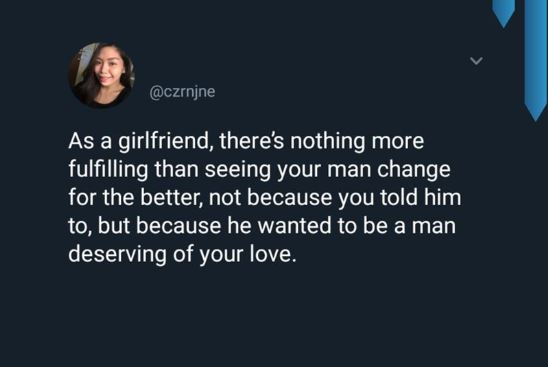 @czrnjne
As a girlfriend, there's nothing more
fulfilling than seeing your man change
for the better, not because you told him
to, but because he wanted to be a man
deserving of your love.